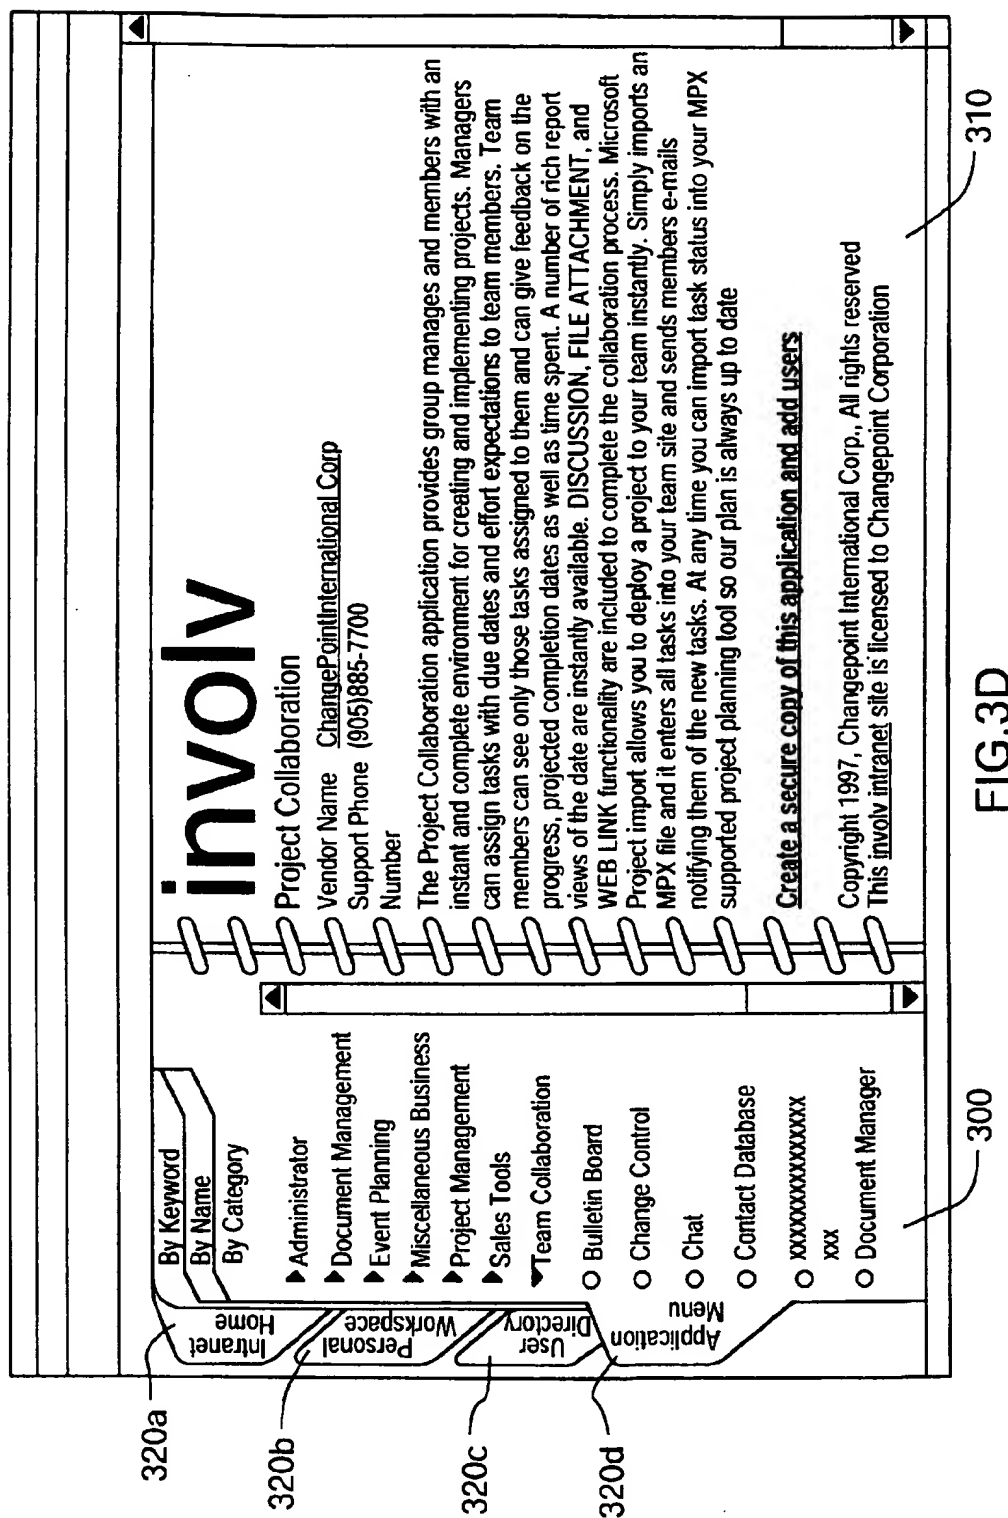 320a
320b
320c
320d
Intranet
Home
Personal
Workspace
User
Directory
Application
Menu
By Keyword
By Name
By Category
Administrator
Document Management
Event Planning
Miscellaneous Business
Project Management
Sales Tools
Team Collaboration
Bulletin Board
Change Control
Chat
Contact Database
xxxxxxxxxxxxxxx
xxx
Document Manager
300
involv
Project Collaboration
Vendor Name ChangePointInternational Corp
Support Phone (905)885-7700
Number
The Project Collaboration application provides group manages and members with an
instant and complete environment for creating and implementing projects. Managers
can assign tasks with due dates and effort expectations to team members. Team
members can see only those tasks assigned to them and can give feedback on the
progress, projected completion dates as well as time spent. A number of rich report
views of the date are instantly available. DISCUSSION, FILE ATTACHMENT, and
WEB LINK functionality are included to complete the collaboration process. Microsoft
Project import allows you to deploy a project to your team instantly. Simply imports an
MPX file and it enters all tasks into your team site and sends members e-mails
notifying them of the new tasks. At any time you can import task status into your MPX
supported project planning tool so our plan is always up to date
Create a secure copy of this application and add users
Copyright 1997, Changepoint International Corp., All rights reserved
This involv intranet site is licensed to Changepoint Corporation
310
FIG.3D